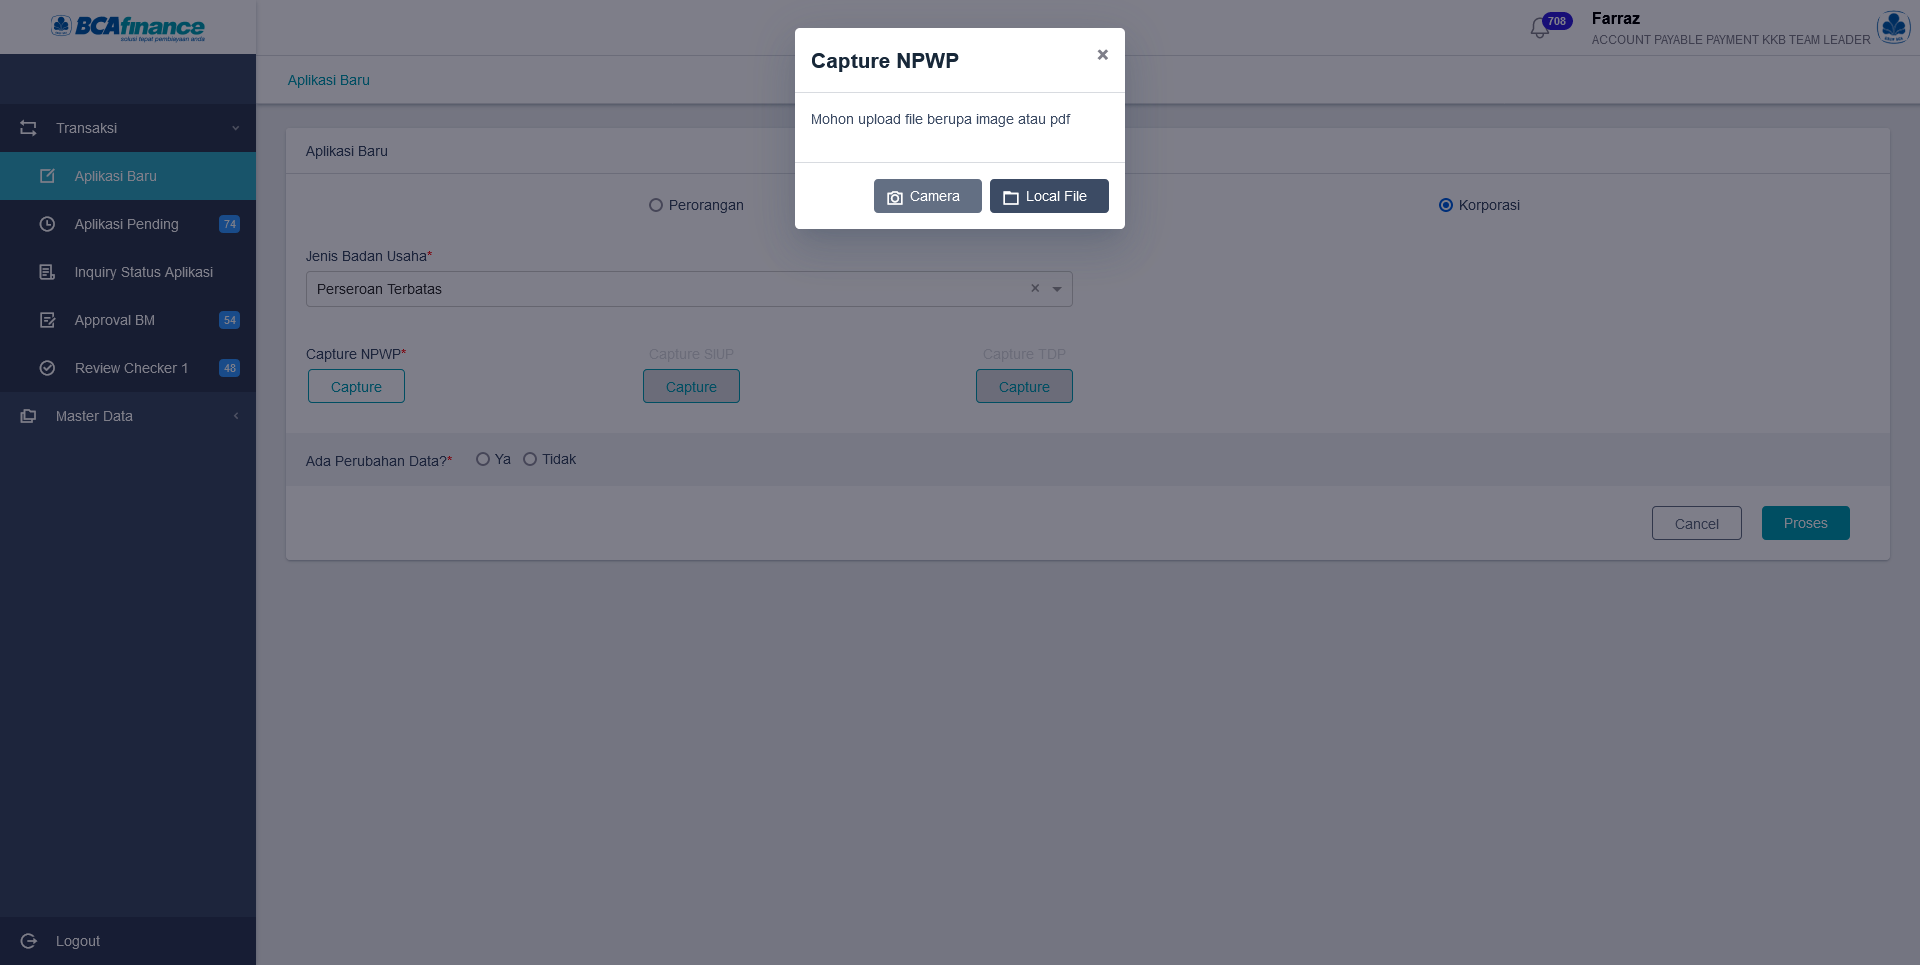 BCAfinance
solusi tepat pembiayaan anda
708
Farraz
ACCOUNT PAYABLE PAYMENT KKB TEAM LEADER
Aplikasi Baru
Transaksi
Aplikasi Baru
Aplikasi Pending
74
Inquiry Status Aplikasi
Approval BM
54
Review Checker 1
48
Master Data
Logout
Capture NPWP
×
Mohon upload file berupa image atau pdf
Camera
Local File
Aplikasi Baru
Perorangan
Korporasi
Jenis Badan Usaha*
Perseroan Terbatas
×
Capture NPWP*
Capture SIUP
Capture TDP
Capture
Capture
Capture
Ada Perubahan Data?*
Ya
Tidak
Cancel
Proses